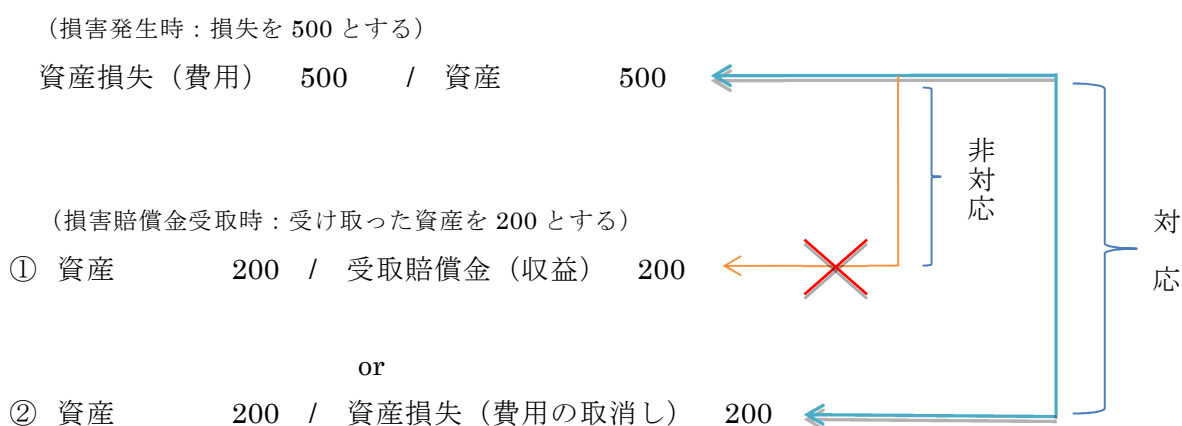 （損害発生時：損失を 500 とする）
資産損失（費用） 500 / 資産 500
非対応
（損害賠償金受取時：受け取った資産を 200 とする）
対応
① 資産 200 / 受取賠償金（収益） 200
or
② 資産 200 / 資産損失（費用の取消し） 200